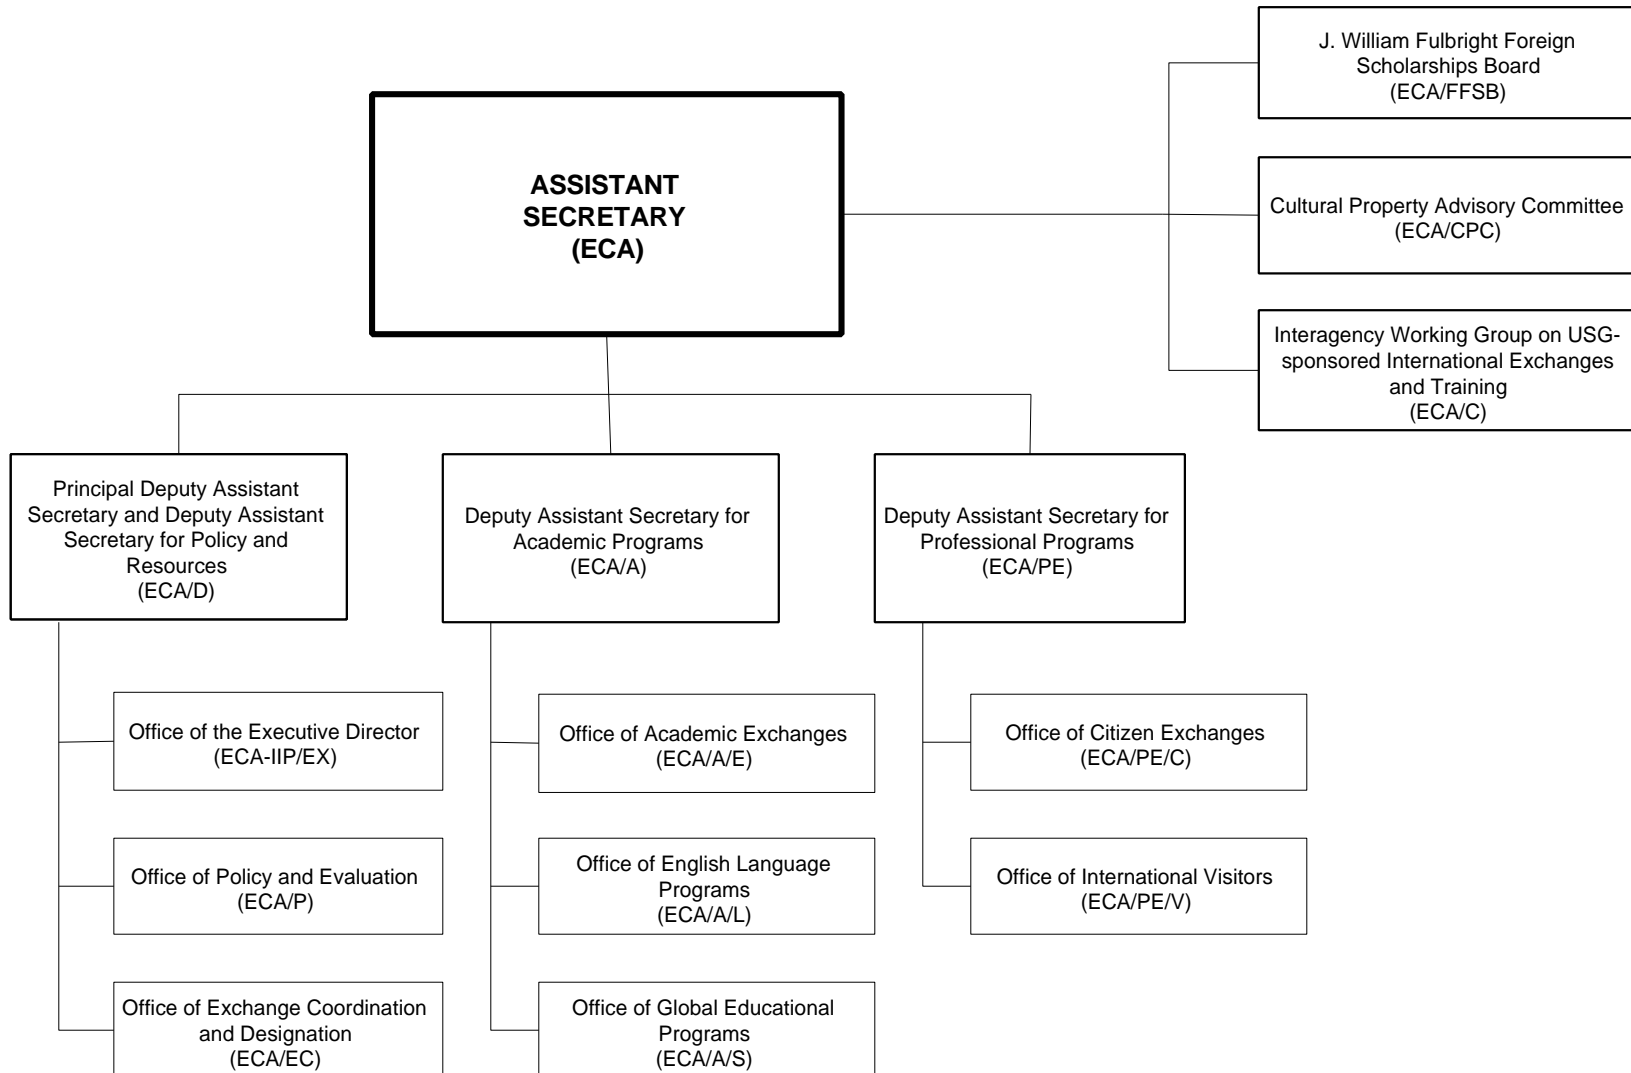 J. William Fulbright Foreign
Scholarships Board
(ECA/FFSB)
ASSISTANT
SECRETARY
(ECA)
Cultural Property Advisory Committee
(ECA/CPC)
Interagency Working Group on USG-
sponsored International Exchanges
and Training
(ECA/C)
Principal Deputy Assistant
Secretary and Deputy Assistant
Secretary for Policy and
Resources
(ECA/D)
Deputy Assistant Secretary for
Academic Programs
(ECA/A)
Deputy Assistant Secretary for
Professional Programs
(ECA/PE)
Office of the Executive Director
(ECA-IIP/EX)
Office of Academic Exchanges
(ECA/A/E)
Office of Citizen Exchanges
(ECA/PE/C)
Office of Policy and Evaluation
(ECA/P)
Office of English Language
Programs
(ECA/A/L)
Office of International Visitors
(ECA/PE/V)
Office of Exchange Coordination
and Designation
(ECA/EC)
Office of Global Educational
Programs
(ECA/A/S)